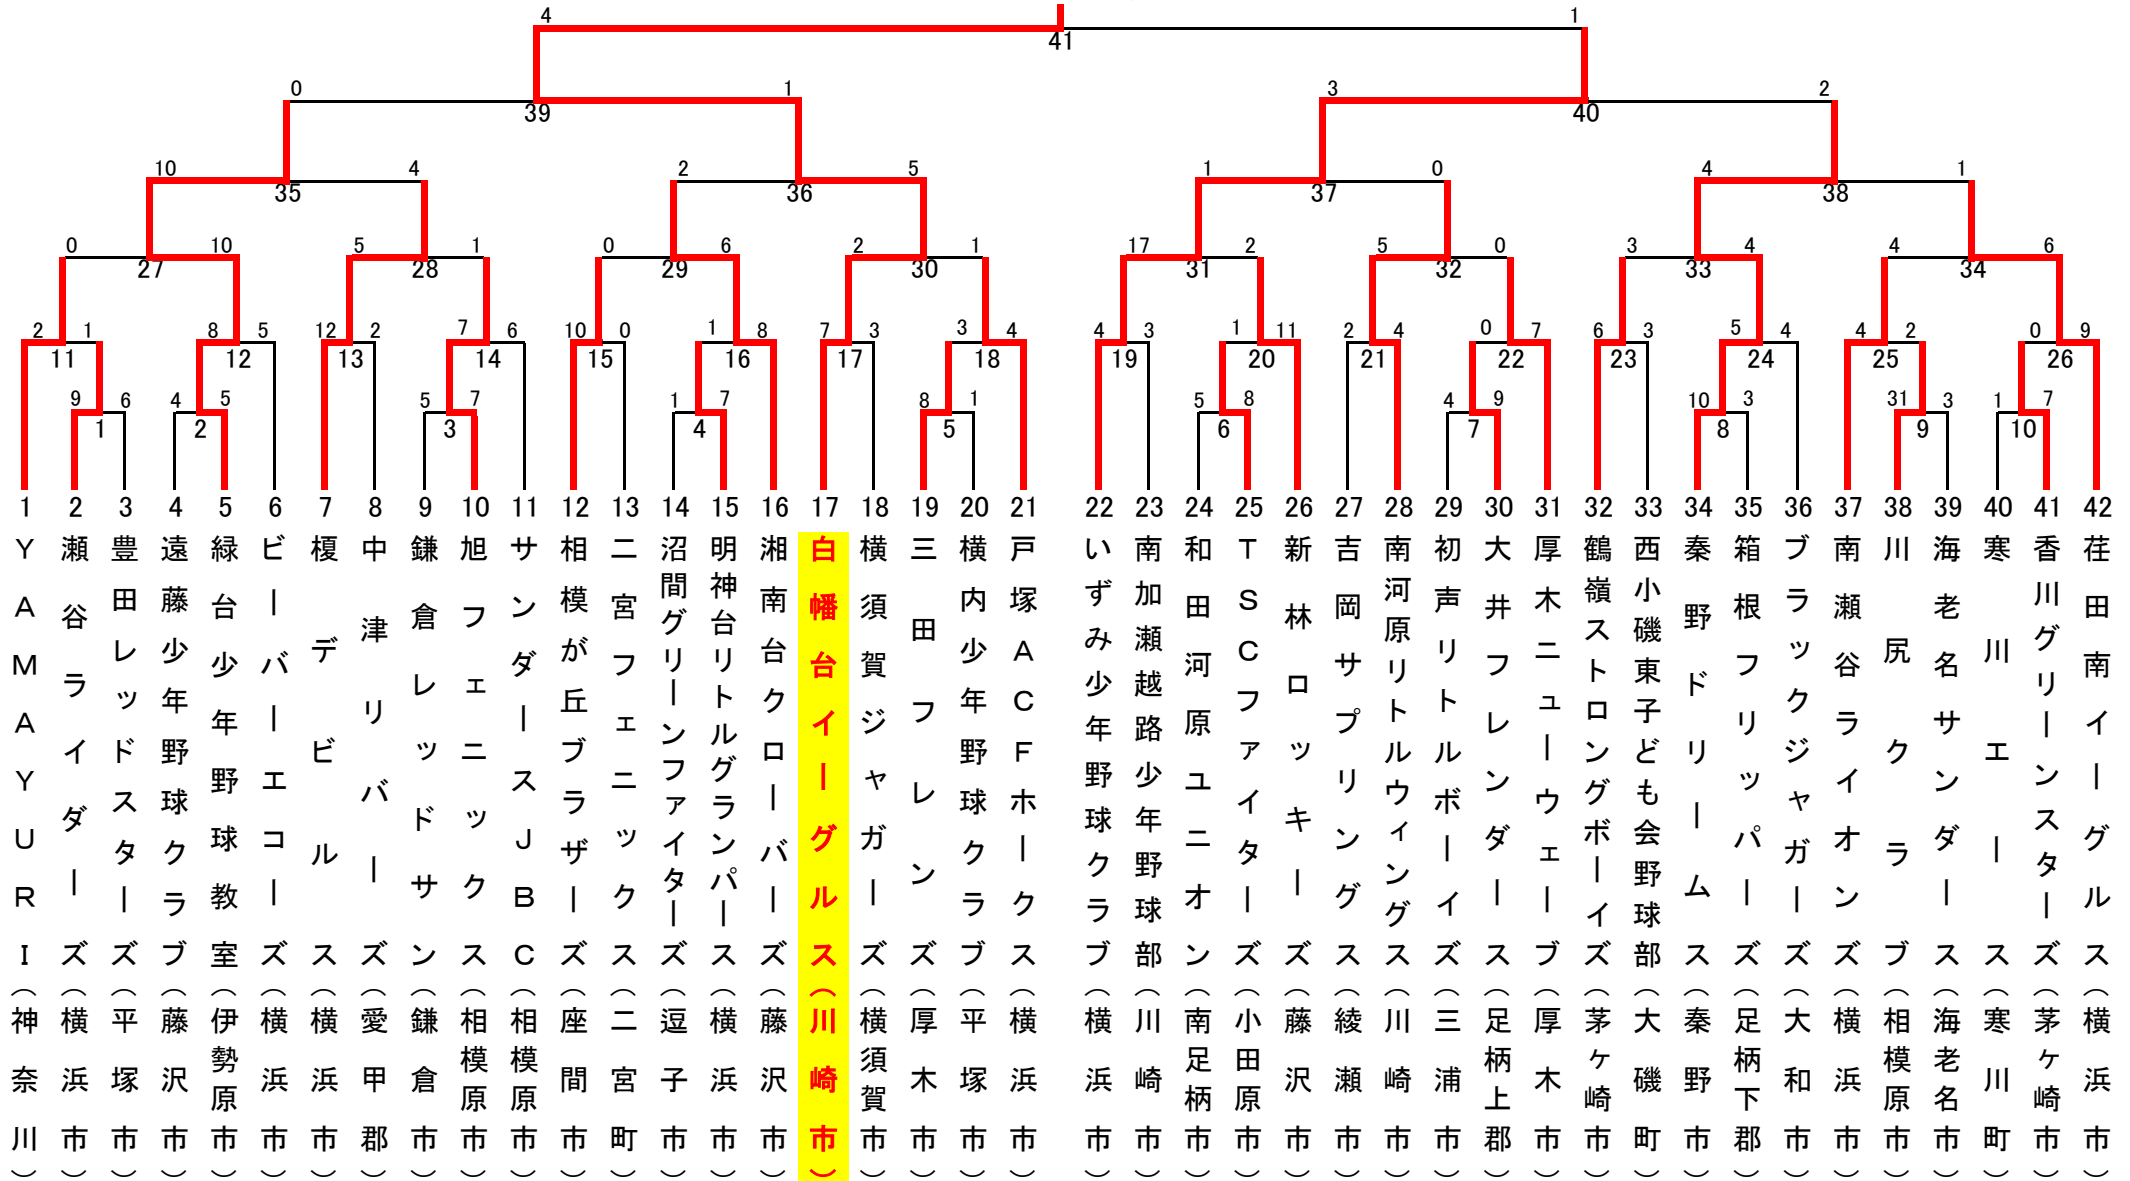 4 1
41
0 1 3 2
39 40
10 4 2 5 1 0 4 1
35 36 37 38
0 10 5 1 0 6 2 1 17 2 5 0 3 4 4 6
27 28 29 30 31 32 33 34
2 1 8 5 12 2 7 6 10 0 1 8 7 3 3 4 4 3 1 11 2 4 0 7 6 3 5 4 4 2 0 9
11 12 13 14 15 16 17 18 19 20 21 22 23 24 25 26
9 6 4 5 5 7 1 7 8 1 5 8 4 9 10 3 31 3 1 7
1 2 3 4 5 6 7 8 9 10
1 2 3 4 5 6 7 8 9 10 11 12 13 14 15 16 17 18 19 20 21 22 23 24 25 26 27 28 29 30 31 32 33 34 35 36 37 38 39 40 41 42
ＹＡＭＡＹＵＲＩ（神奈川）
瀬谷ライダーズ（横浜市）
豊田レッドスターズ（平塚市）
遠藤少年野球クラブ（藤沢市）
緑台少年野球教室（伊勢原市）
ビーバーエコーズ（横浜市）
榎デビルス（横浜市）
中津リバーズ（愛甲郡）
鎌倉レッドサン（鎌倉市）
旭フェニックス（相模原市）
サンダースＪＢＣ（相模原市）
相模が丘ブラザーズ（座間市）
二宮フェニックス（二宮町）
沼間グリーンファイターズ（逗子市）
明神台リトルグランパース（横浜市）
湘南台クローバーズ（藤沢市）
白幡台イーグルス（川崎市）
横須賀ジャガーズ（横須賀市）
三田フレンズ（厚木市）
横内少年野球クラブ（平塚市）
戸塚ＡＣＦホークス（横浜市）
いずみ少年野球クラブ（横浜市）
南加瀬越路少年野球部（川崎市）
和田河原ユニオン（南足柄市）
ＴＳＣファイターズ（小田原市）
新林ロッキーズ（藤沢市）
吉岡サプリングス（綾瀬市）
南河原リトルウィングス（川崎市）
初声リトルボーイズ（三浦市）
大井フレンダース（足柄上郡）
厚木ニューウェーブ（厚木市）
鶴嶺ストロングボーイズ（茅ヶ崎市）
西小磯東子ども会野球部（大磯町）
秦野ドリームス（秦野市）
箱根フリッパーズ（足柄下郡）
ブラックジャガーズ（大和市）
南瀬谷ライオンズ（横浜市）
川尻クラブ（相模原市）
海老名サンダース（海老名市）
寒川エース（寒川町）
香川グリーンスターズ（茅ヶ崎市）
荏田南イーグルス（横浜市）